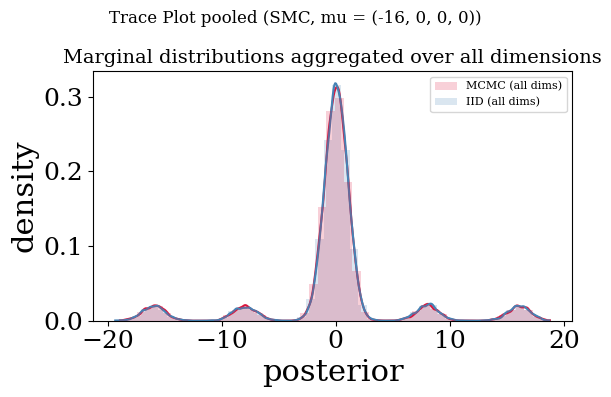 Trace Plot pooled (SMC, mu = (-16, 0, 0, 0))
Marginal distributions aggregated over all dimensions
MCMC (all dims)
IID (all dims)
density
0.3
0.2
0.1
0.0
−20
−10
0
10
20
posterior